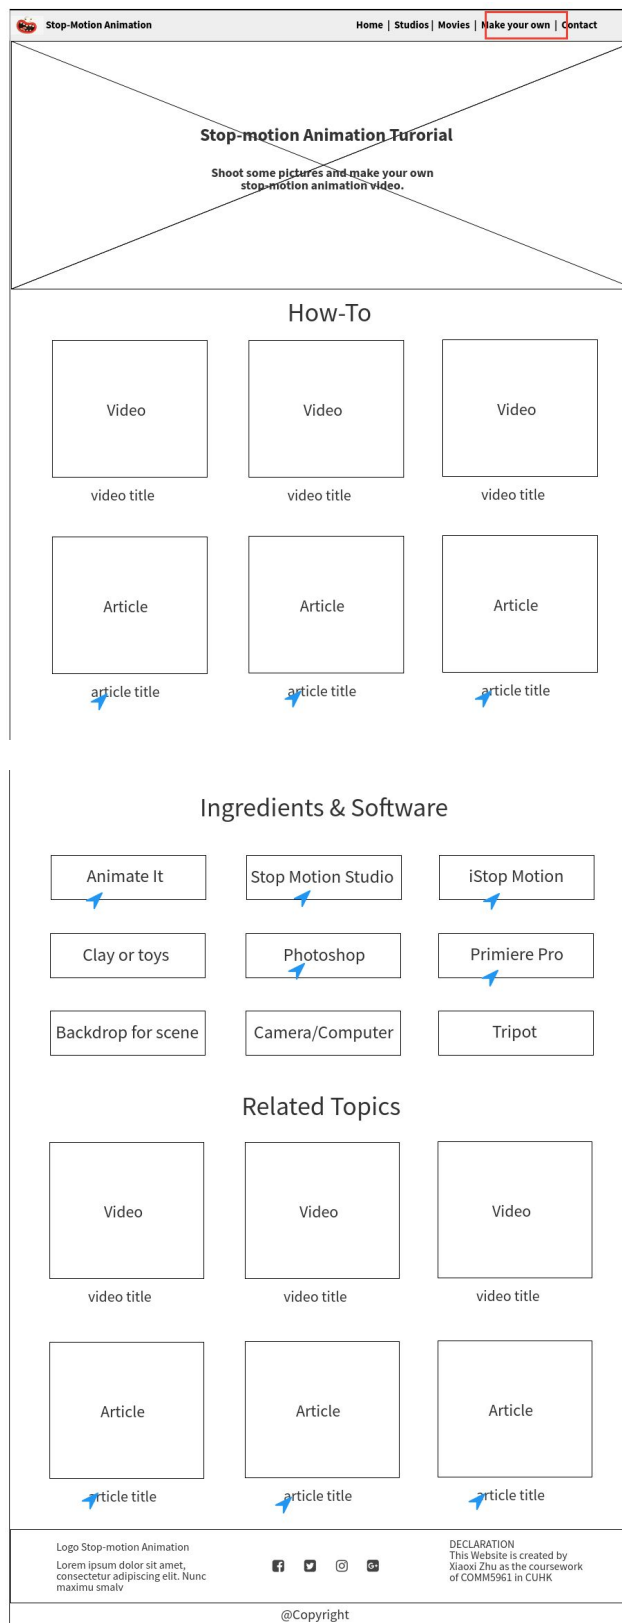 Stop-Motion Animation
Home | Studios | Movies | Make your own | Contact
Stop-motion Animation Turorial
Shoot some pictures and make your own
stop-motion animation video.
How-To
Video
Video
Video
video title
video title
video title
Article
Article
Article
article title
article title
article title
Ingredients & Software
Animate It
Stop Motion Studio
iStop Motion
Clay or toys
Photoshop
Primiere Pro
Backdrop for scene
Camera/Computer
Tripot
Related Topics
Video
Video
Video
video title
video title
video title
Article
Article
Article
article title
article title
article title
Logo Stop-motion Animation
Lorem ipsum dolor sit amet,
consectetur adipiscing elit. Nunc
maximu smalv
DECLARATION
This Website is created by
Xiaoxi Zhu as the coursework
of COMM5961 in CUHK
@Copyright